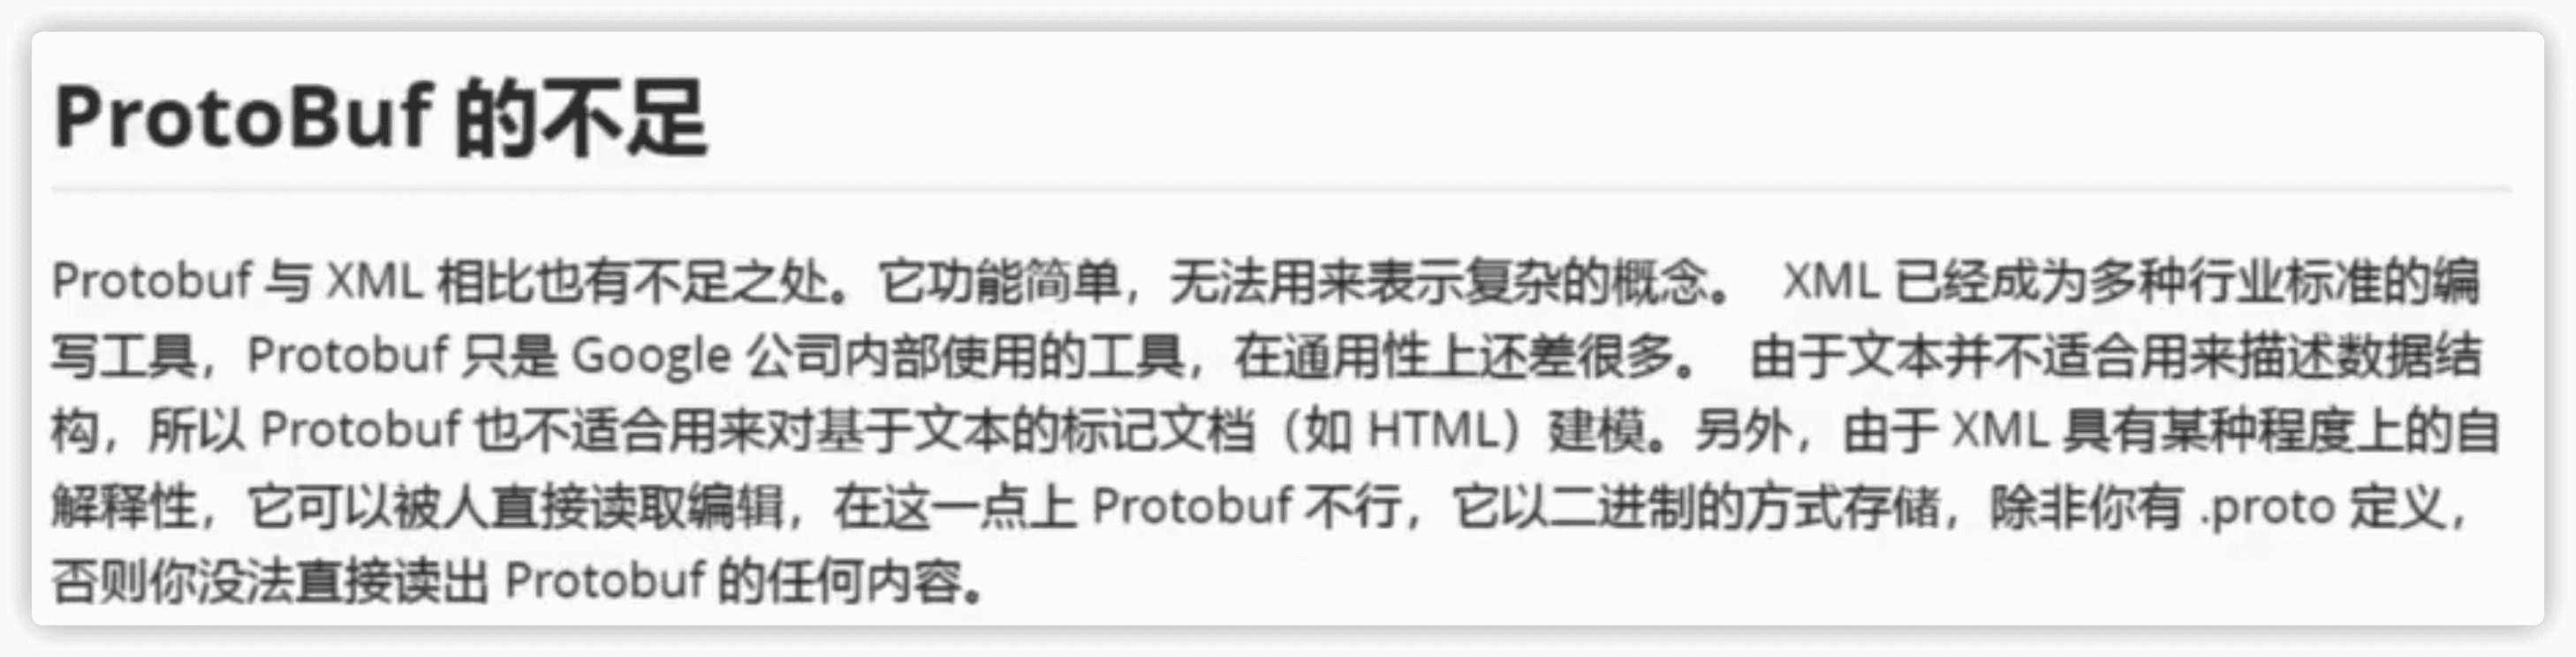 ProtoBuf 的不足
Protobuf 与 XML 相比也有不足之处。它功能简单，无法用来表示复杂的概念。 XML 已经成为多种行业标准的编
写工具，Protobuf 只是 Google 公司内部使用的工具，在通用性上还差很多。 由于文本并不适合用来描述数据结
构，所以 Protobuf 也不适合用来对基于文本的标记文档（如 HTML）建模。另外，由于 XML 具有某种程度上的自
解释性，它可以被人直接读取编辑，在这一点上 Protobuf 不行，它以二进制的方式存储，除非你有 .proto 定义，
否则你没法直接读出 Protobuf 的任何内容。